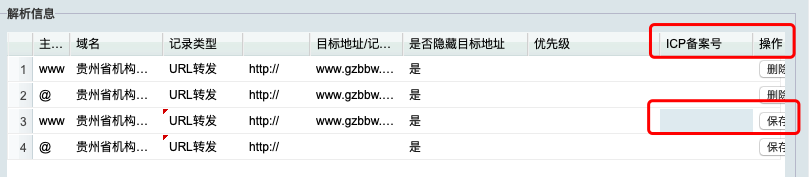 解析信息
主… 域名 记录类型 目标地址/记… 是否隐藏目标地址 优先级 ICP备案号 操作
1 www 贵州省机构… URL转发 http:// www.gzbbw.… 是 删除
2 @ 贵州省机构… URL转发 http:// www.gzbbw.… 是 删除
3 www 贵州省机构… URL转发 http:// www.gzbbw.… 是 保存
4 @ 贵州省机构… URL转发 http:// 是 保存